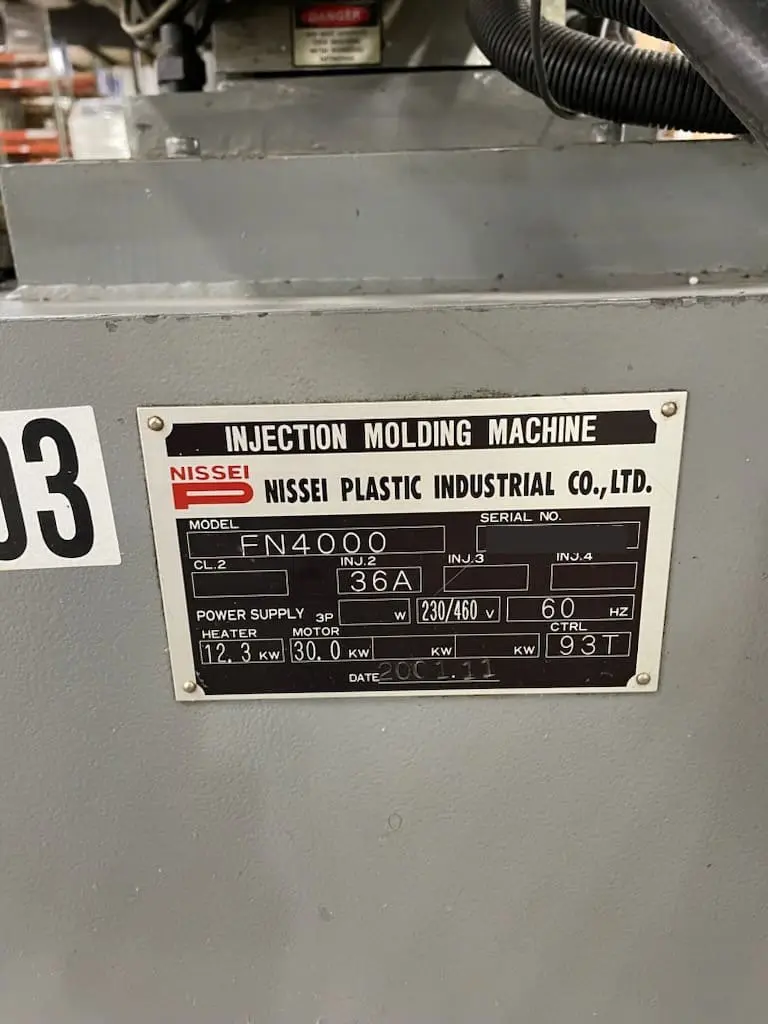 DANGER
03
INJECTION MOLDING MACHINE
NISSEI
NISSEI PLASTIC INDUSTRIAL CO., LTD.
MODEL FN4000 SERIAL NO.
CL.2 INJ.2 36A INJ.3 INJ.4
POWER SUPPLY 3P W 230/460 V 60 HZ
HEATER 12.3 KW MOTOR 30.0 KW KW KW CTRL 93T
DATE 2001.11